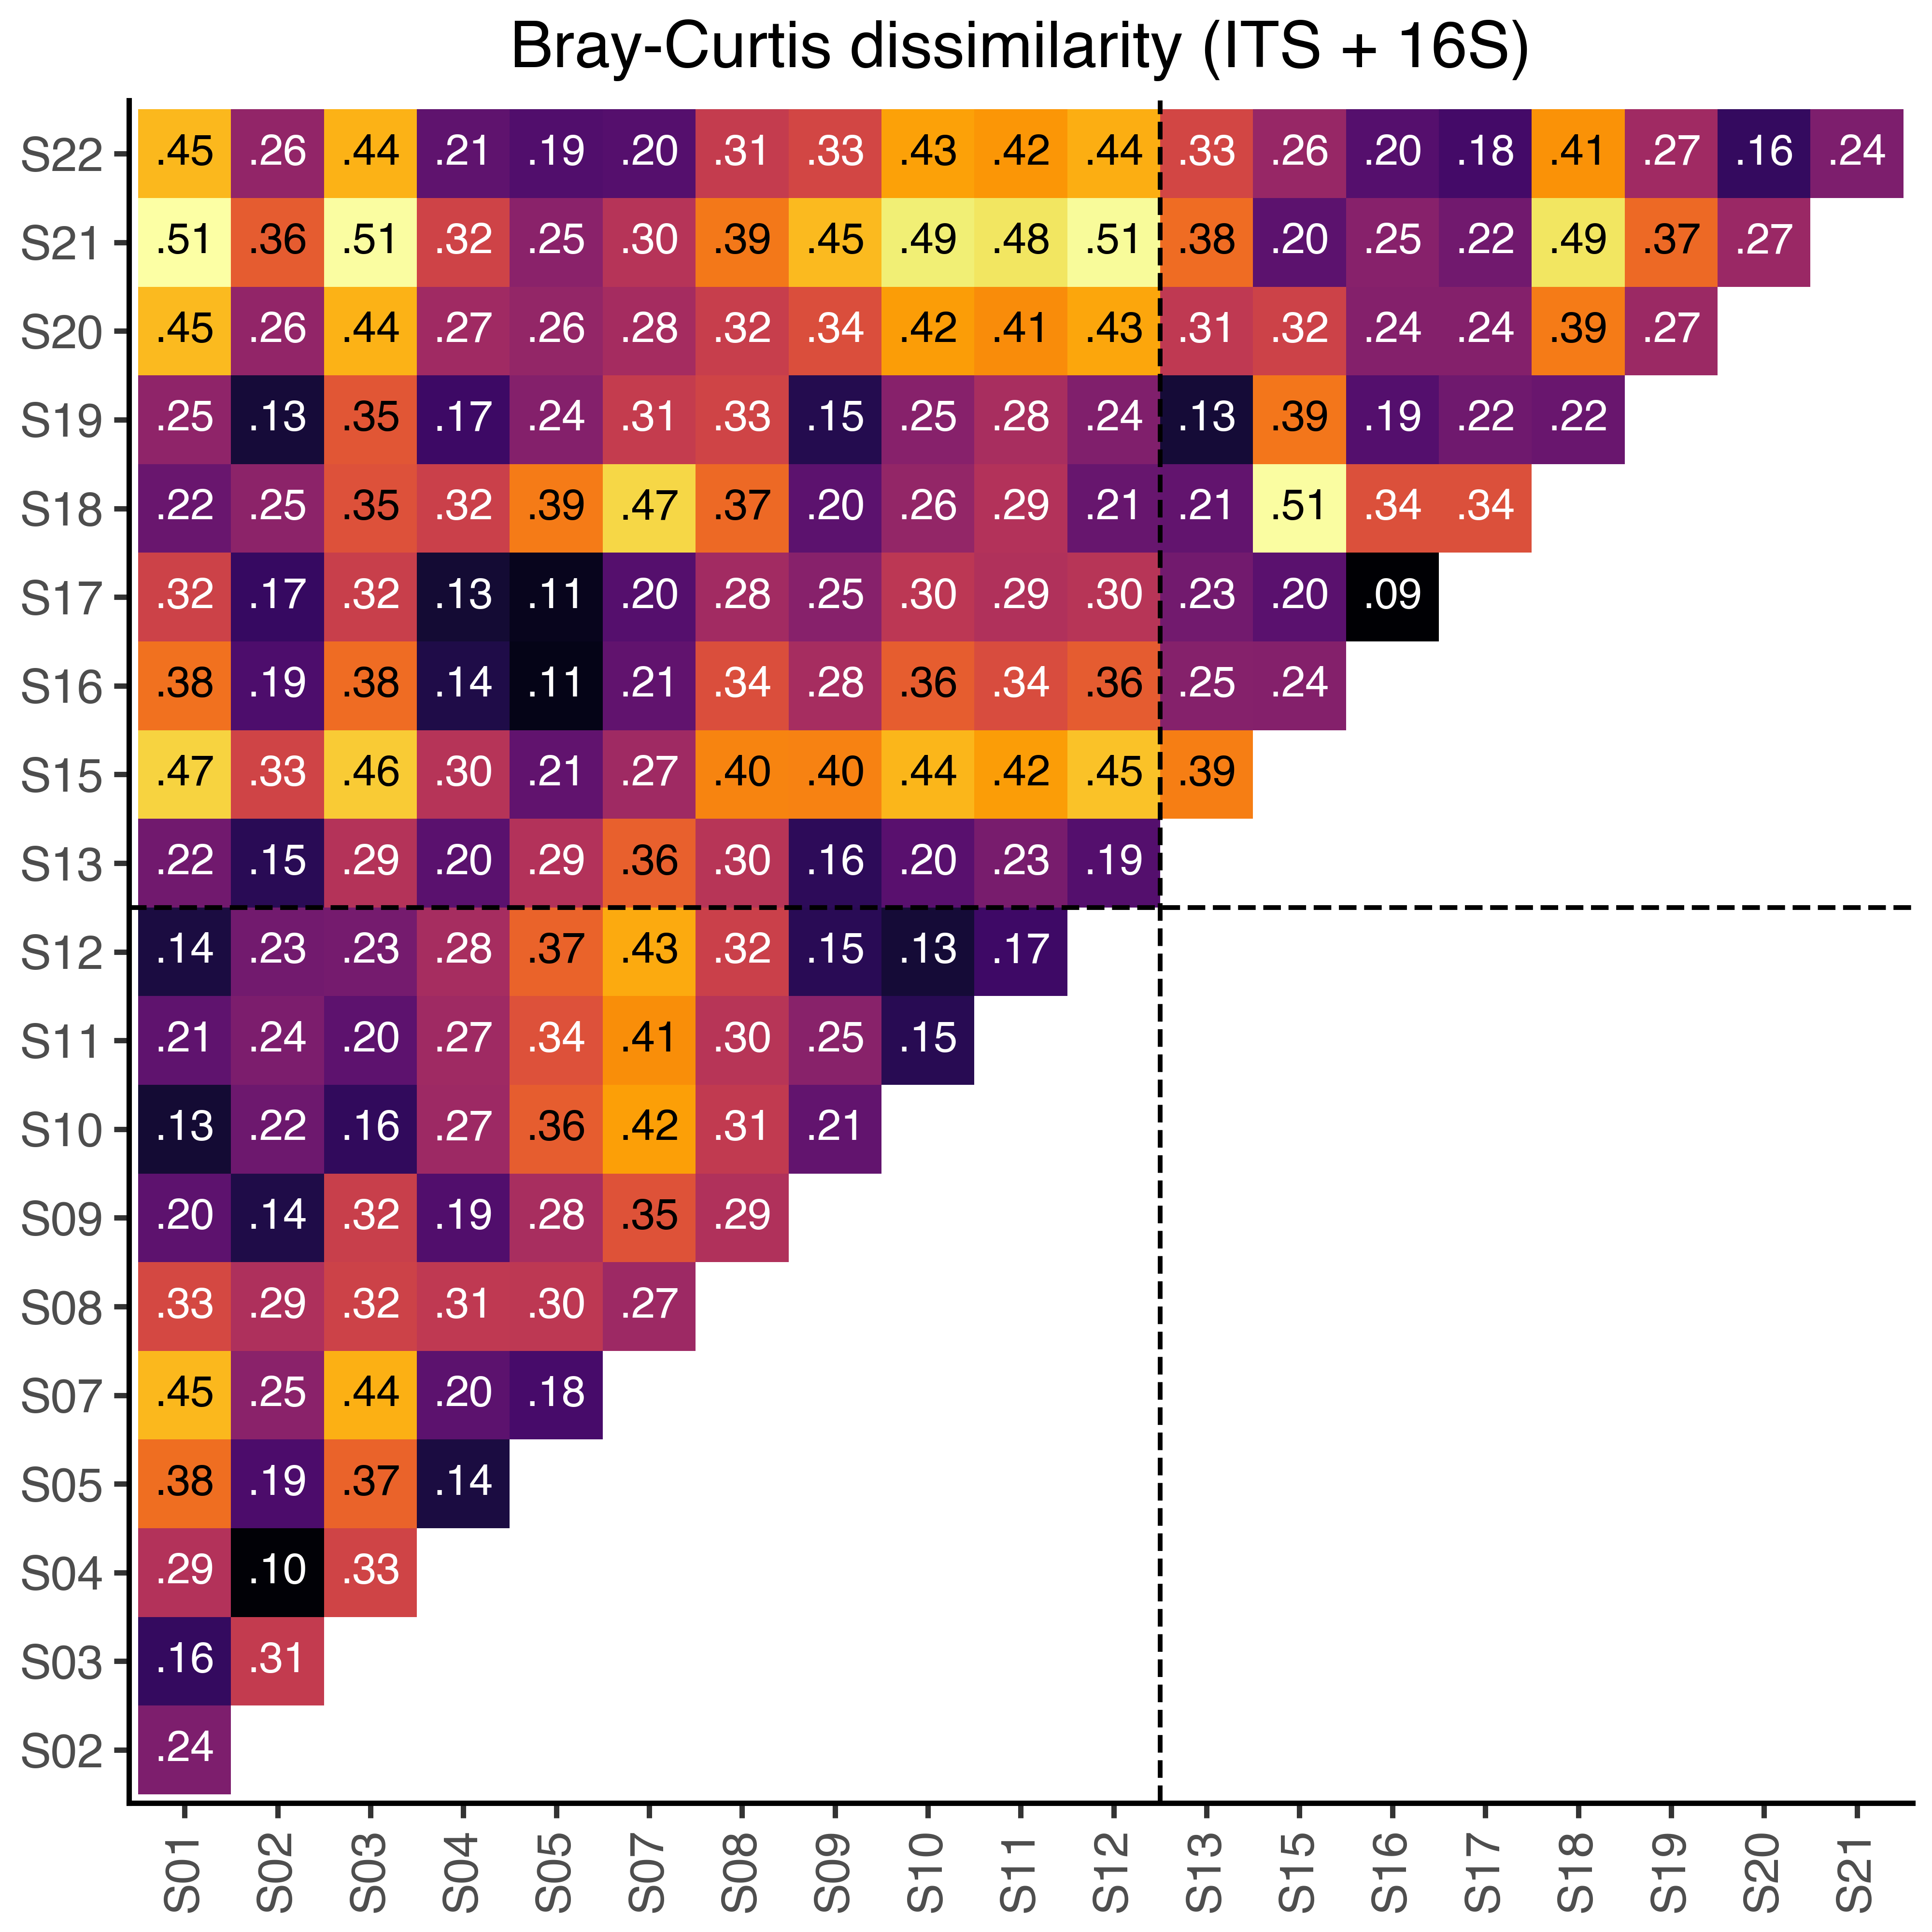 Bray-Curtis dissimilarity (ITS + 16S)
S22 .45 .26 .44 .21 .19 .20 .31 .33 .43 .42 .44 .33 .26 .20 .18 .41 .27 .16 .24
S21 .51 .36 .51 .32 .25 .30 .39 .45 .49 .48 .51 .38 .20 .25 .22 .49 .37 .27
S20 .45 .26 .44 .27 .26 .28 .32 .34 .42 .41 .43 .31 .32 .24 .24 .39 .27
S19 .25 .13 .35 .17 .24 .31 .33 .15 .25 .28 .24 .13 .39 .19 .22 .22
S18 .22 .25 .35 .32 .39 .47 .37 .20 .26 .29 .21 .21 .51 .34 .34
S17 .32 .17 .32 .13 .11 .20 .28 .25 .30 .29 .30 .23 .20 .09
S16 .38 .19 .38 .14 .11 .21 .34 .28 .36 .34 .36 .25 .24
S15 .47 .33 .46 .30 .21 .27 .40 .40 .44 .42 .45 .39
S13 .22 .15 .29 .20 .29 .36 .30 .16 .20 .23 .19
S12 .14 .23 .23 .28 .37 .43 .32 .15 .13 .17
S11 .21 .24 .20 .27 .34 .41 .30 .25 .15
S10 .13 .22 .16 .27 .36 .42 .31 .21
S09 .20 .14 .32 .19 .28 .35 .29
S08 .33 .29 .32 .31 .30 .27
S07 .45 .25 .44 .20 .18
S05 .38 .19 .37 .14
S04 .29 .10 .33
S03 .16 .31
S02 .24
S01 S02 S03 S04 S05 S07 S08 S09 S10 S11 S12 S13 S15 S16 S17 S18 S19 S20 S21